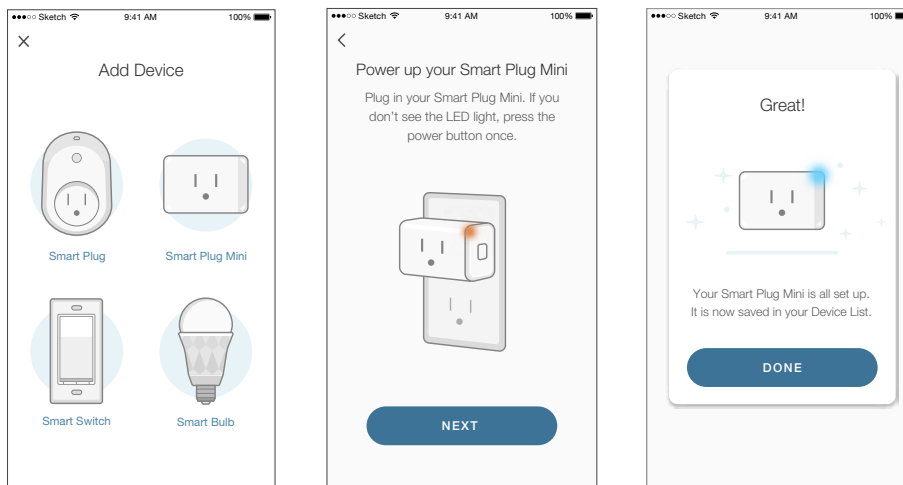 Sketch 9:41 AM 100%
Add Device
Smart Plug Smart Plug Mini
Smart Switch Smart Bulb
Sketch 9:41 AM 100%
Power up your Smart Plug Mini
Plug in your Smart Plug Mini. If you
don't see the LED light, press the
power button once.
NEXT
Sketch 9:41 AM 100%
Great!
Your Smart Plug Mini is all set up.
It is now saved in your Device List.
DONE